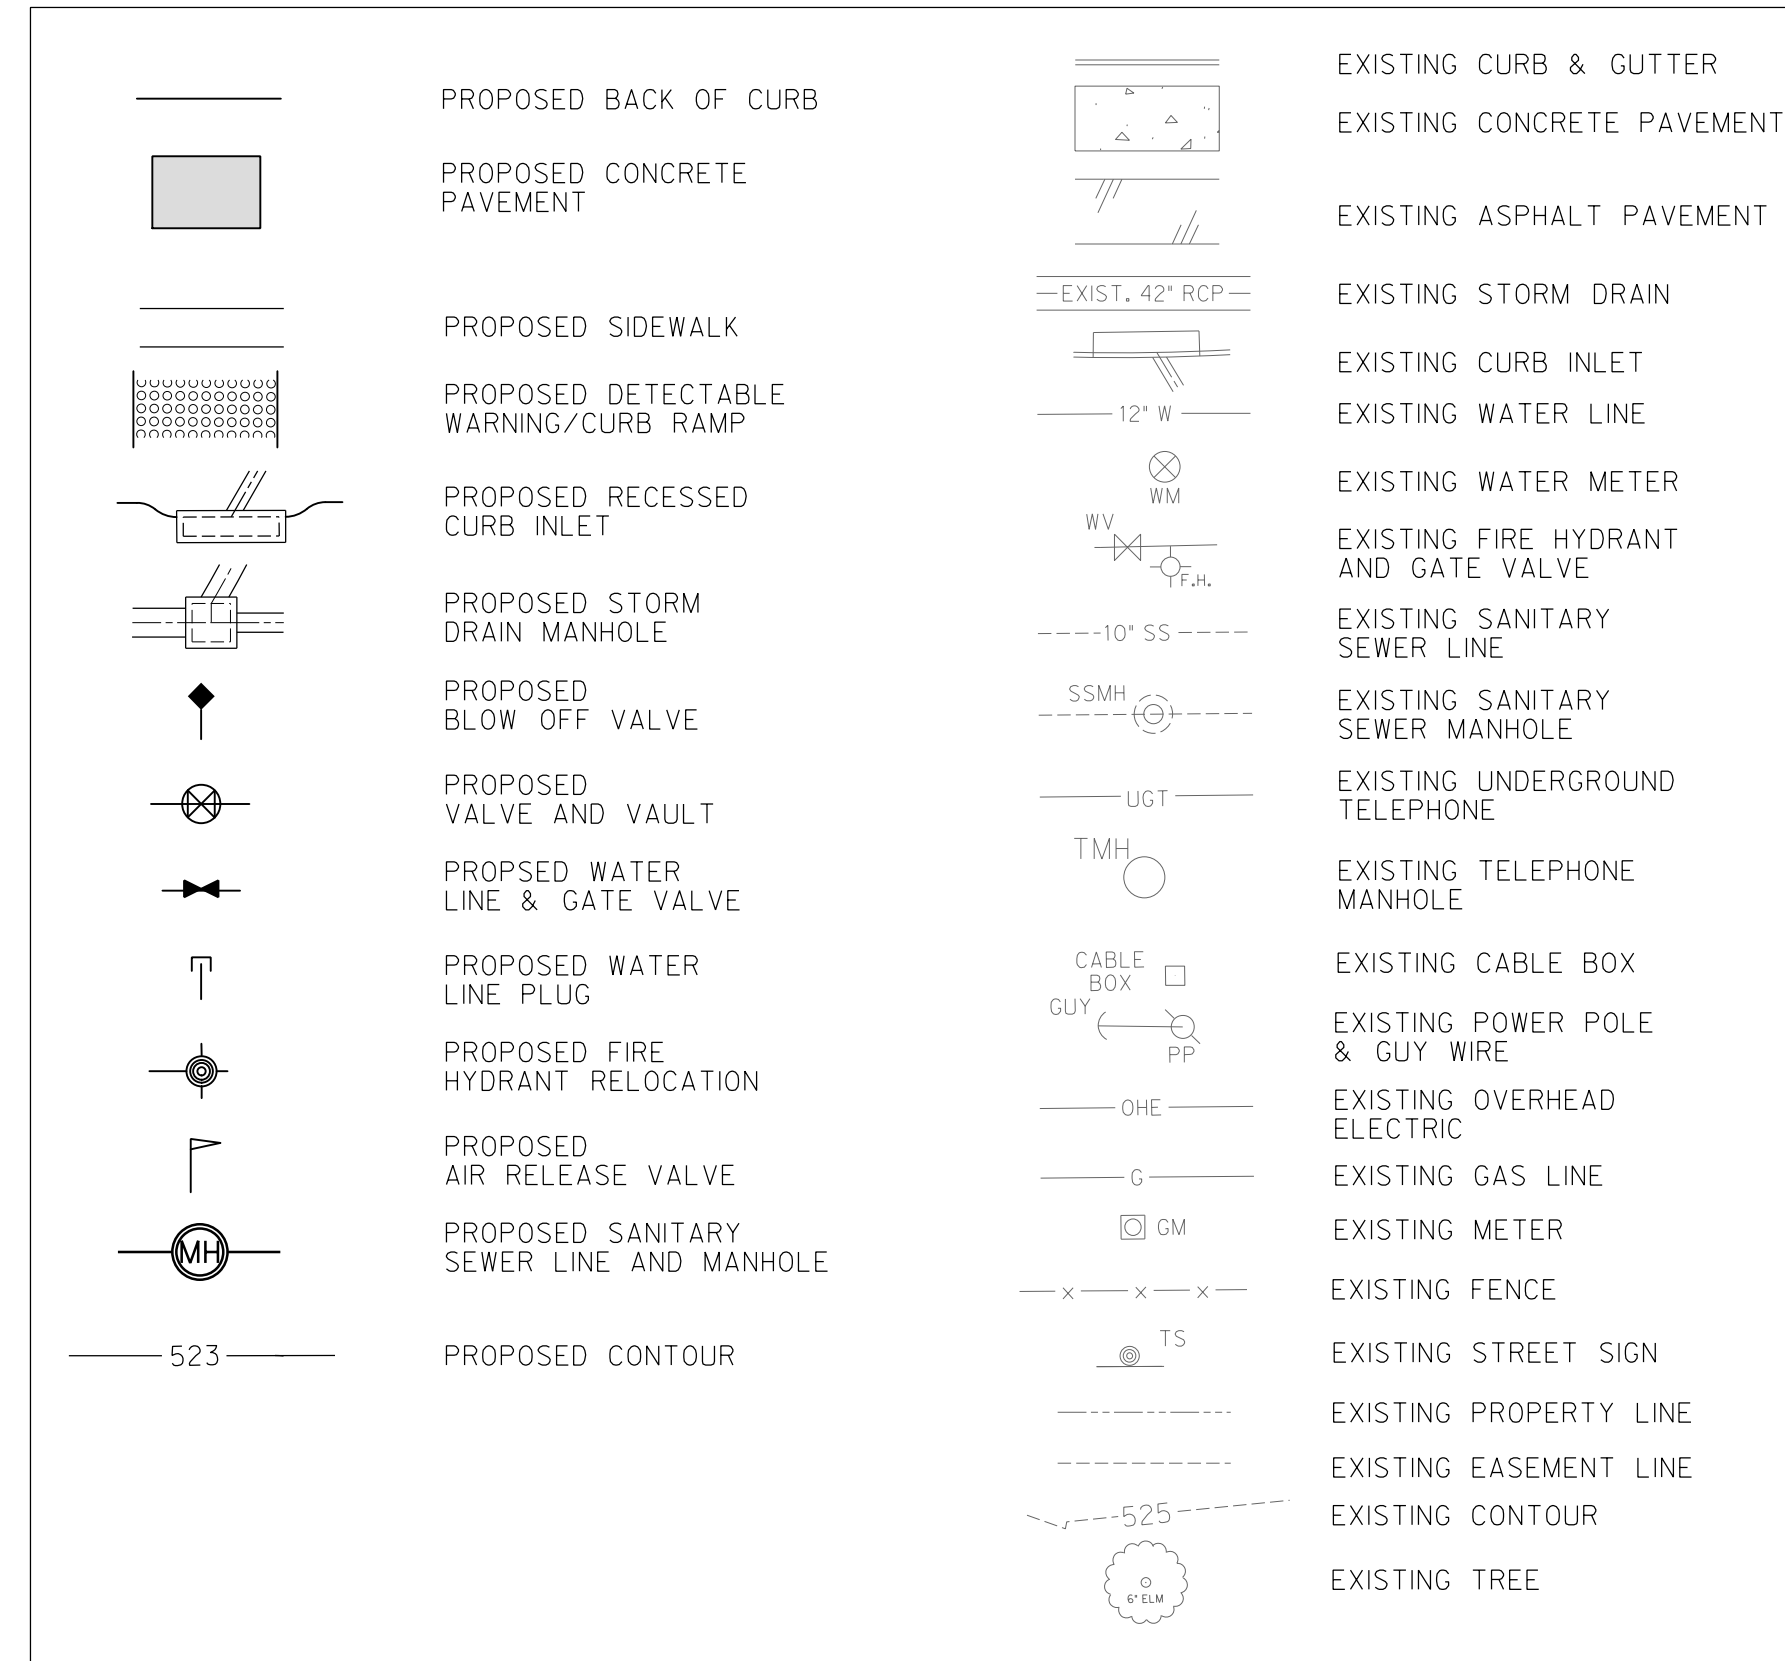 PROPOSED BACK OF CURB
PROPOSED CONCRETE
PAVEMENT
PROPOSED SIDEWALK
PROPOSED DETECTABLE
WARNING/CURB RAMP
PROPOSED RECESSED
CURB INLET
PROPOSED STORM
DRAIN MANHOLE
PROPOSED
BLOW OFF VALVE
PROPOSED
VALVE AND VAULT
PROPSED WATER
LINE & GATE VALVE
PROPOSED WATER
LINE PLUG
PROPOSED FIRE
HYDRANT RELOCATION
PROPOSED
AIR RELEASE VALVE
MH
PROPOSED SANITARY
SEWER LINE AND MANHOLE
523
PROPOSED CONTOUR
EXISTING CURB & GUTTER
EXISTING CONCRETE PAVEMENT
EXISTING ASPHALT PAVEMENT
EXIST. 42" RCP
EXISTING STORM DRAIN
EXISTING CURB INLET
12" W
EXISTING WATER LINE
WM
EXISTING WATER METER
WV
F.H.
EXISTING FIRE HYDRANT
AND GATE VALVE
10" SS
EXISTING SANITARY
SEWER LINE
SSMH
EXISTING SANITARY
SEWER MANHOLE
UGT
EXISTING UNDERGROUND
TELEPHONE
TMH
EXISTING TELEPHONE
MANHOLE
CABLE
BOX
EXISTING CABLE BOX
GUY
PP
EXISTING POWER POLE
& GUY WIRE
OHE
EXISTING OVERHEAD
ELECTRIC
G
EXISTING GAS LINE
GM
EXISTING METER
EXISTING FENCE
TS
EXISTING STREET SIGN
EXISTING PROPERTY LINE
EXISTING EASEMENT LINE
525
EXISTING CONTOUR
6" ELM
EXISTING TREE